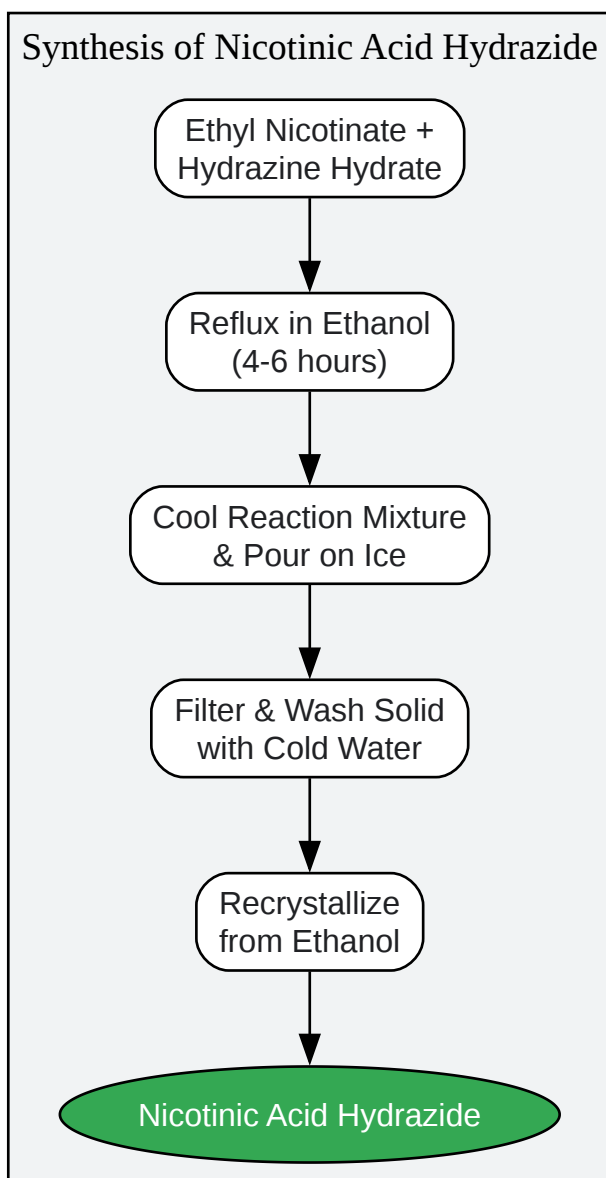 Synthesis of Nicotinic Acid Hydrazide
Ethyl Nicotinate +
Hydrazine Hydrate
Reflux in Ethanol
(4-6 hours)
Cool Reaction Mixture
& Pour on Ice
Filter & Wash Solid
with Cold Water
Recrystallize
from Ethanol
Nicotinic Acid Hydrazide